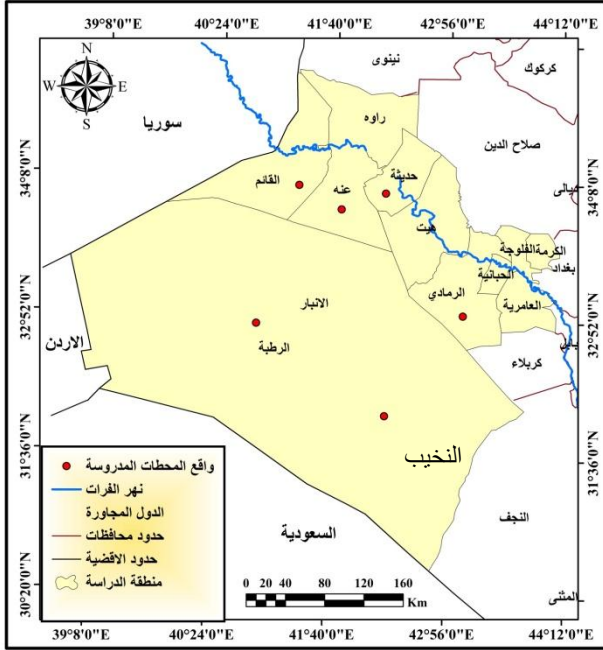 39°8'0"E 40°24'0"E 41°40'0"E 42°56'0"E 44°12'0"E
N
W E
S
نينوى
كركوك
سوريا
راوه
صلاح الدين
34°8'0"N
القائم
عنه
حديثة
34°8'0"N
هيت
الفلوجة
الكرمة
بغداد
الحبانية
الرمادي
العامرية
الانبار
32°52'0"N
32°52'0"N
الرطبة
الاردن
بابل
كربلاء
31°36'0"N
النخيب
31°36'0"N
النجف
السعودية
المثنى
30°20'0"N
30°20'0"N
واقع المحطات المدروسة
نهر الفرات
الدول المجاورة
حدود محافظات
حدود الاقضية
منطقة الدراسة
0 20 40 80 120 160
Km
39°8'0"E 40°24'0"E 41°40'0"E 42°56'0"E 44°12'0"E